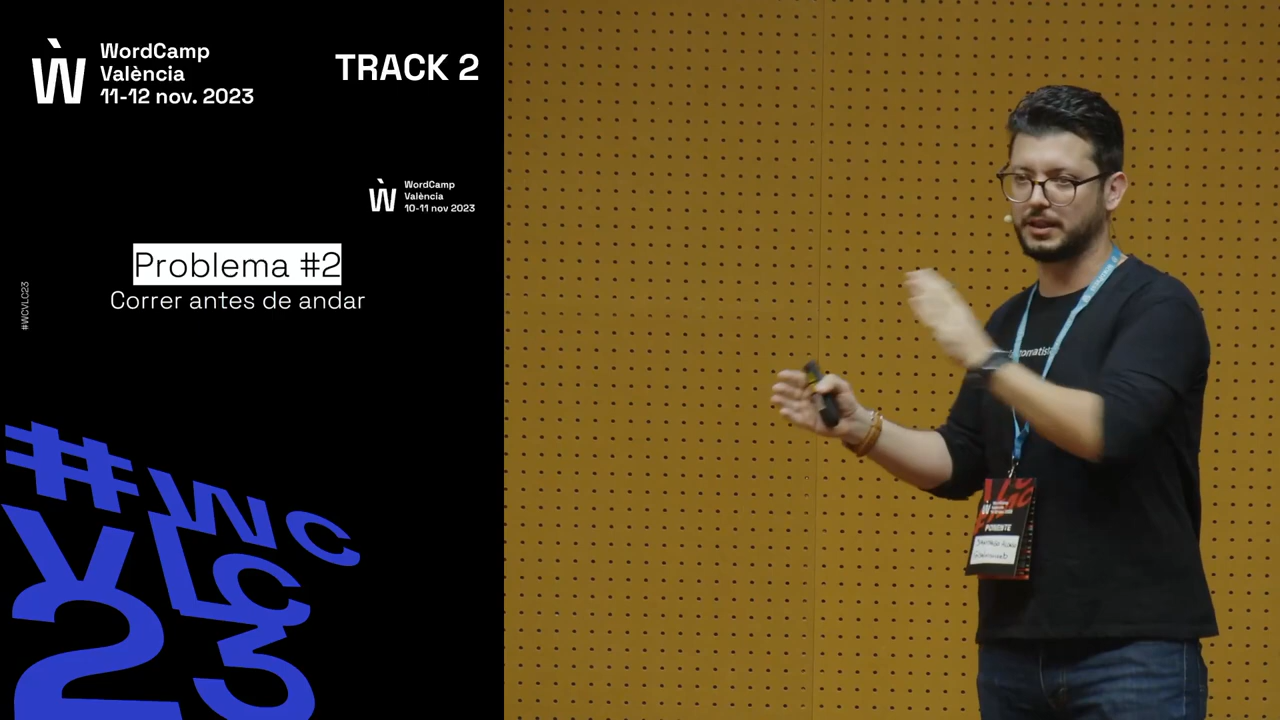 WordCamp
València
11-12 nov. 2023
TRACK 2
WordCamp
València
10-11 nov 2023
Problema #2
Correr antes de andar
#WCVLC23
#WC
VLC
23
PONENTE